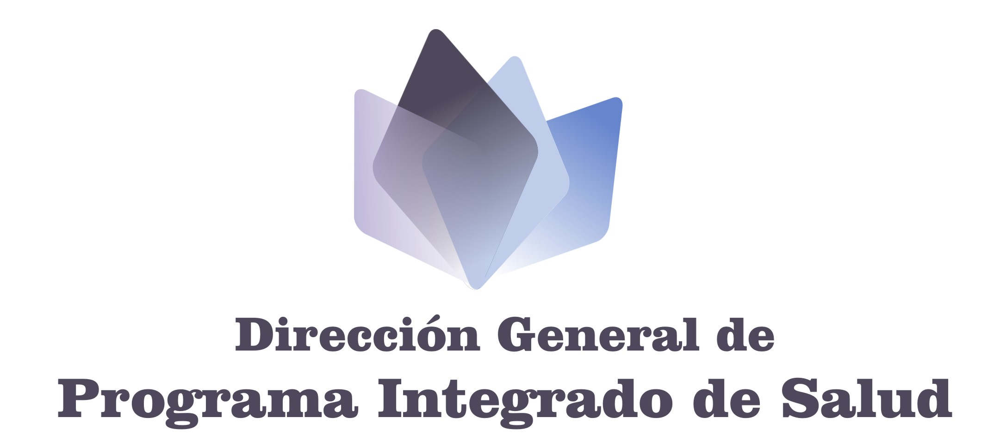 Dirección General de
Programa Integrado de Salud